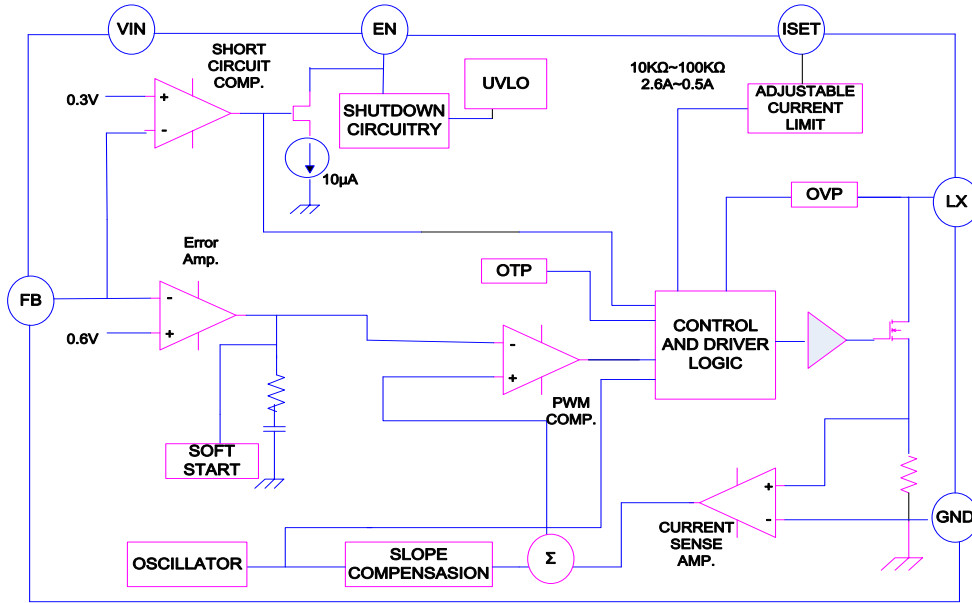 VIN
EN
ISET
SHORT
CIRCUIT
COMP.
0.3V
+
-
SHUTDOWN
CIRCUITRY
UVLO
10KΩ~100KΩ
2.6A~0.5A
ADJUSTABLE
CURRENT
LIMIT
10µA
OVP
LX
Error
Amp.
OTP
FB
-
+
0.6V
CONTROL
AND DRIVER
LOGIC
-
+
PWM
COMP.
SOFT
START
+
-
CURRENT
SENSE
AMP.
GND
OSCILLATOR
SLOPE
COMPENSASION
Σ